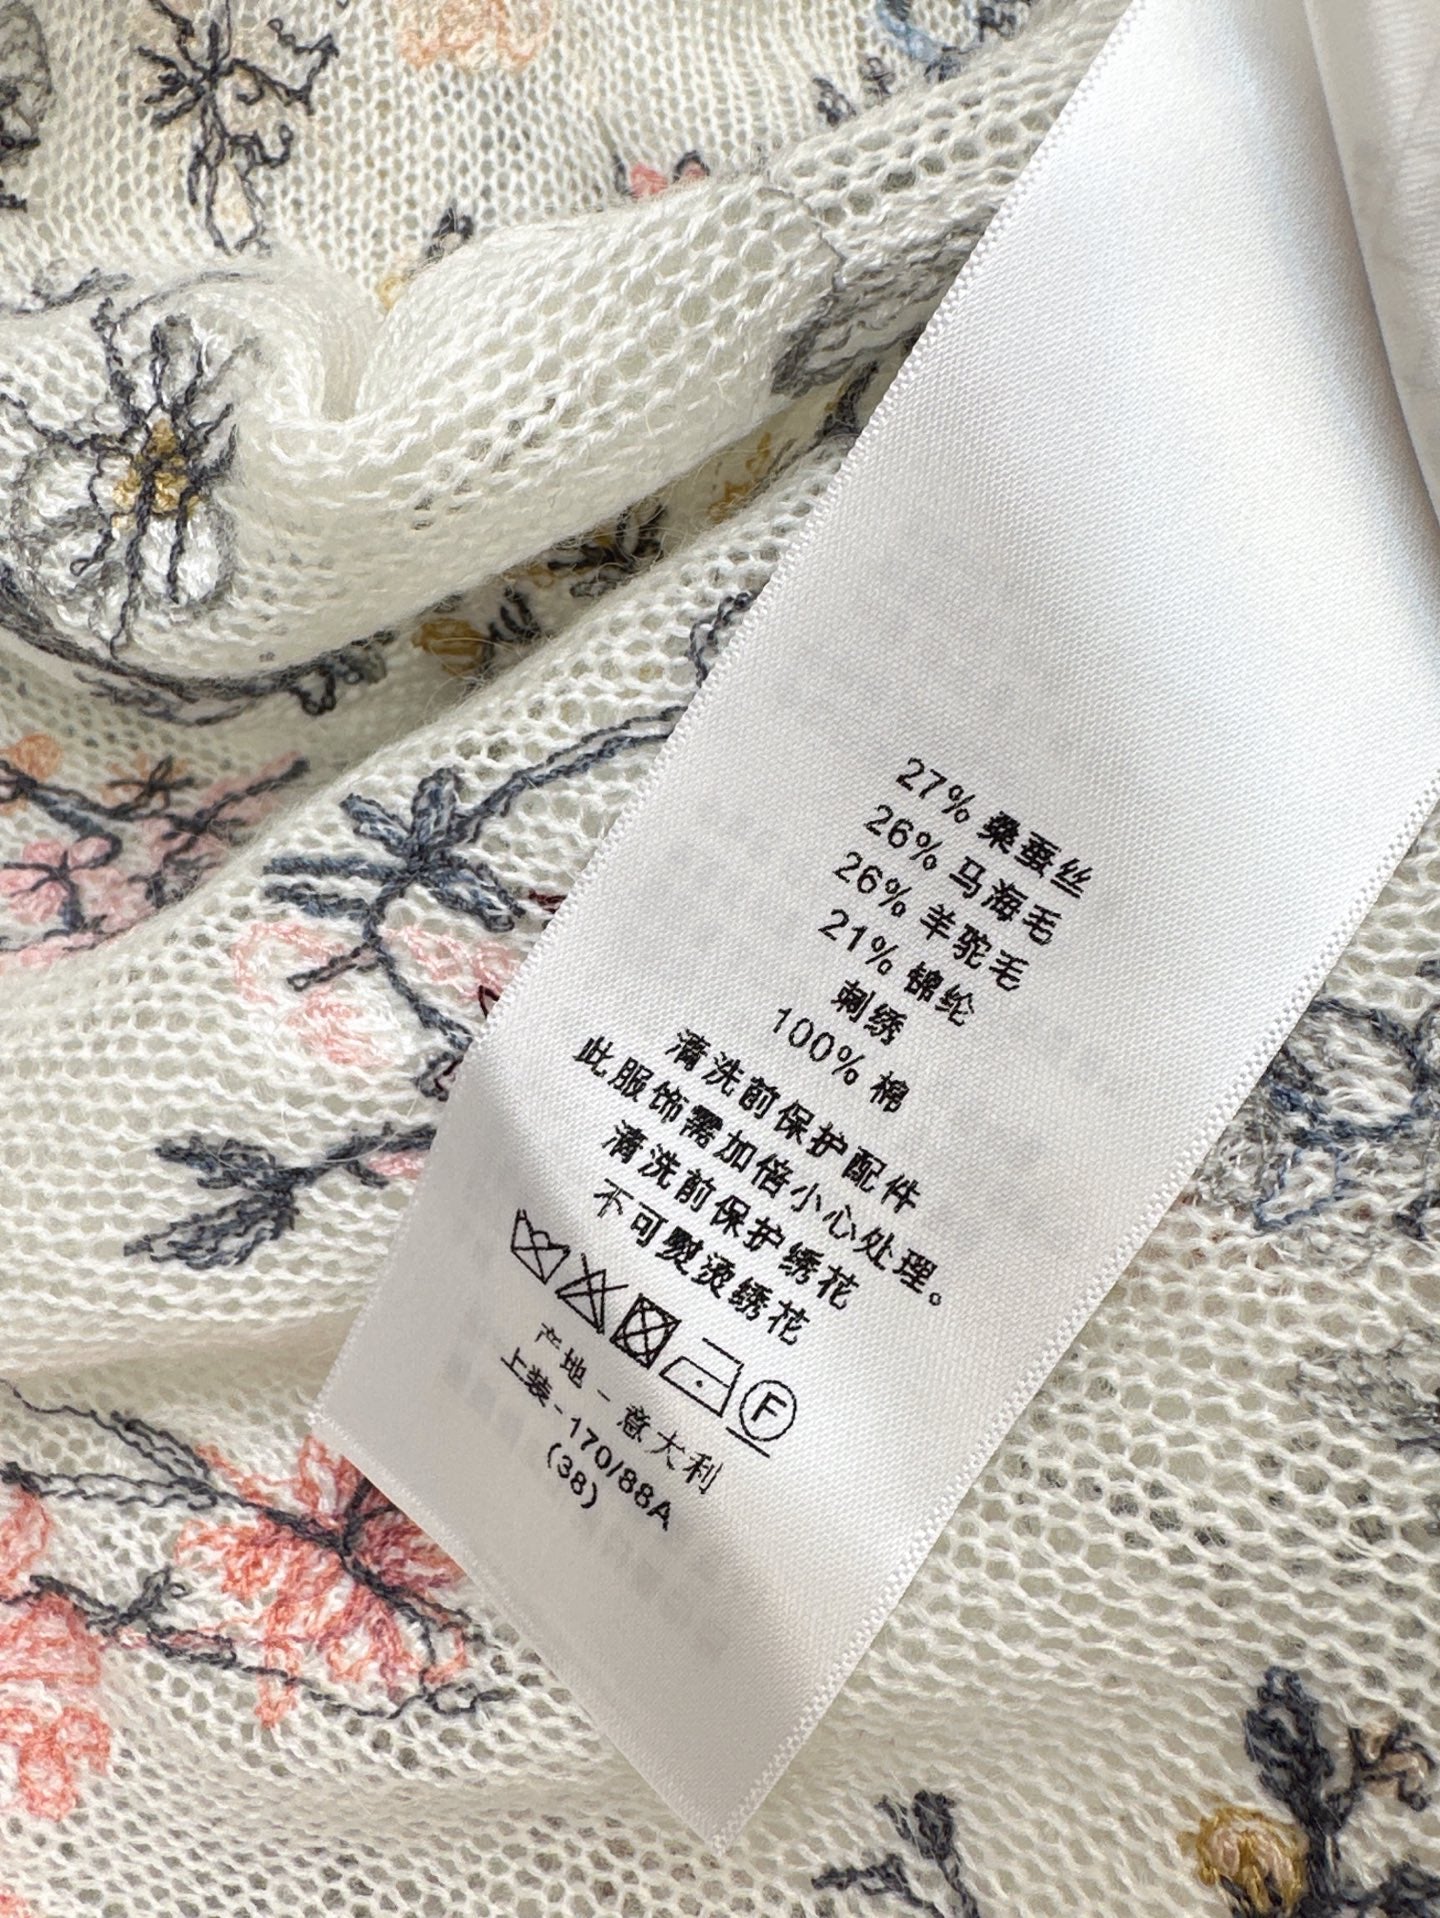 27% 桑蚕丝
26% 马海毛
26% 羊驼毛
21% 锦纶
刺绣
100% 棉
清洗前保护配件
此服饰需加倍小心处理。
清洗前保护绣花
不可熨烫绣花
F
产地 - 意大利
上装-170/88A
(38)